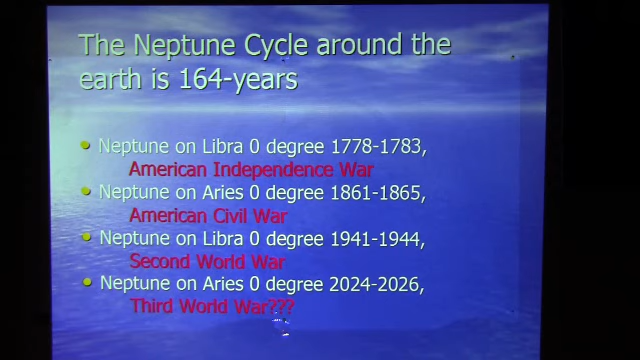 The Neptune Cycle around the
earth is 164-years
Neptune on Libra 0 degree 1778-1783,
American Independence War
Neptune on Aries 0 degree 1861-1865,
American Civil War
Neptune on Libra 0 degree 1941-1944,
Second World War
Neptune on Aries 0 degree 2024-2026,
Third World War???